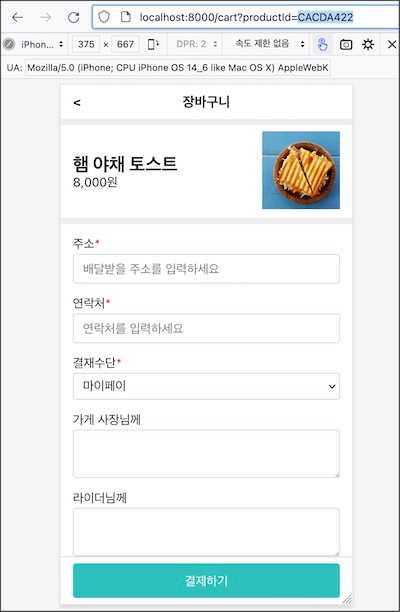 localhost:8000/cart?productId=CACDA422
iPhon... 375 × 667 DPR: 2 속도 제한 없음
UA: Mozilla/5.0 (iPhone; CPU iPhone OS 14_6 like Mac OS X) AppleWebK
< 장바구니
햄 야채 토스트
8,000원
주소*
배달받을 주소를 입력하세요
연락처*
연락처를 입력하세요
결재수단*
마이페이
가게 사장님께
라이더님께
결제하기